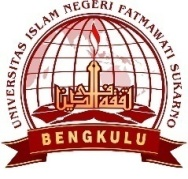 UNIVERSITAS ISLAM NEGERI FATMAWATI SUKARNO
BENGKULU